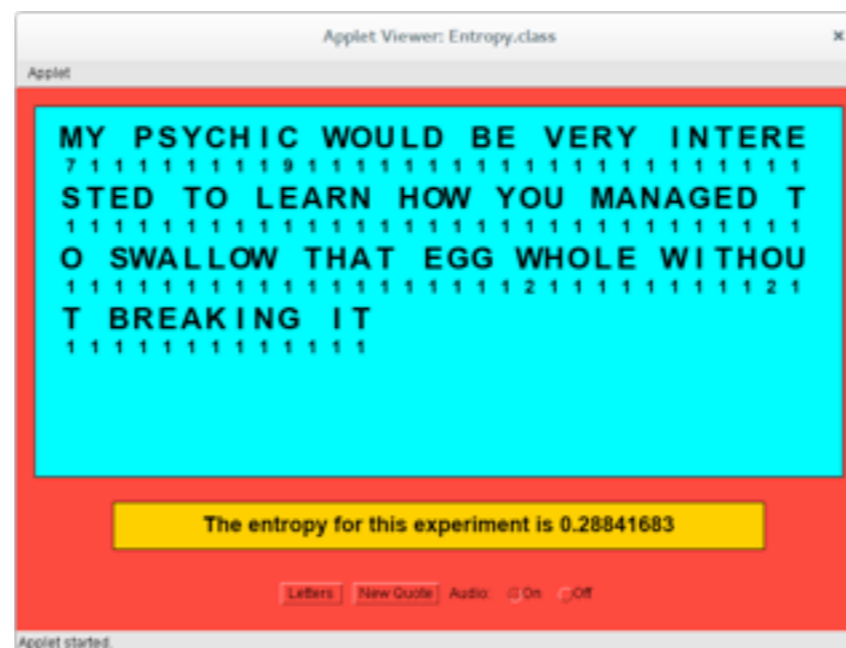 Applet Viewer: Entropy.class ×
Applet
MY PSYCHIC WOULD BE VERY INTERE
7 1 1 1 1 1 1 1 1 9 1 1 1 1 1 1 1 1 1 1 1 1 1 1 1 1 1 1 1 1 1
STED TO LEARN HOW YOU MANAGED T
1 1 1 1 1 1 1 1 1 1 1 1 1 1 1 1 1 1 1 1 1 1 1 1 1 1 1 1 1 1 1
O SWALLOW THAT EGG WHOLE WITHOU
1 1 1 1 1 1 1 1 1 1 1 1 1 1 1 1 1 1 1 2 1 1 1 1 1 1 1 1 1 2 1
T BREAKING IT
1 1 1 1 1 1 1 1 1 1 1 1 1
The entropy for this experiment is 0.28841683
Letters New Quote Audio: On Off
Applet started.